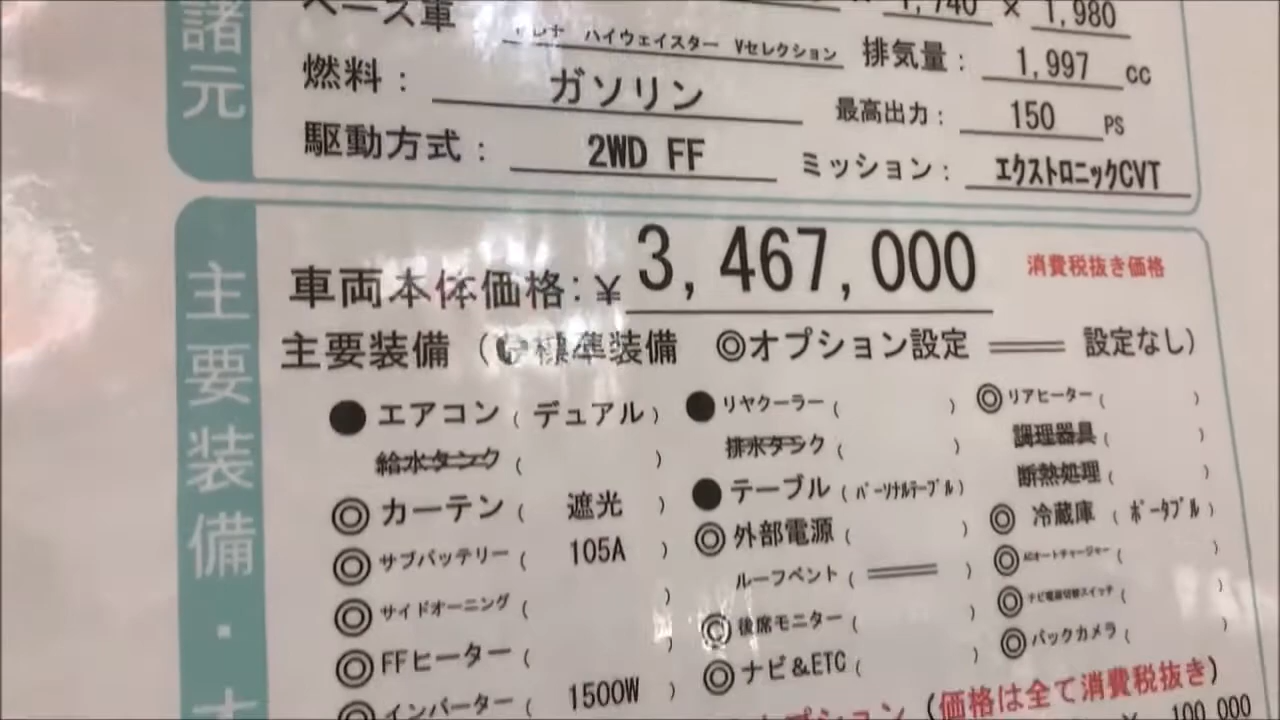 諸元
ベース車 ハイウェイスター Vセレクション
× 1,740 × 1,980
排気量: 1,997 cc
燃料: ガソリン
最高出力: 150 PS
駆動方式: 2WD FF
ミッション: エクストロニックCVT
主要装備・
車両本体価格:¥3,467,000 消費税抜き価格
主要装備 (●標準装備 ◎オプション設定 ══ 設定なし)
●エアコン(デュアル) ●リヤクーラー( ) ◎リアヒーター( )
給水タンク( ) 排水タンク( ) 調理器具( )
断熱処理( )
◎カーテン( 遮光 ) ●テーブル(パーソナルテーブル) ◎冷蔵庫(ポータブル)
◎サブバッテリー( 105A ) ◎外部電源( ) ◎ACオートチャージャー( )
◎サイドオーニング( ) ルーフベント( ══ ) ◎ナビ電源切替スイッチ( )
◎FFヒーター( ) ◎後席モニター( ) ◎バックカメラ( )
◎インバーター( 1500W ) ◎ナビ&ETC( )
オプション(価格は全て消費税抜き)
¥ 100,000